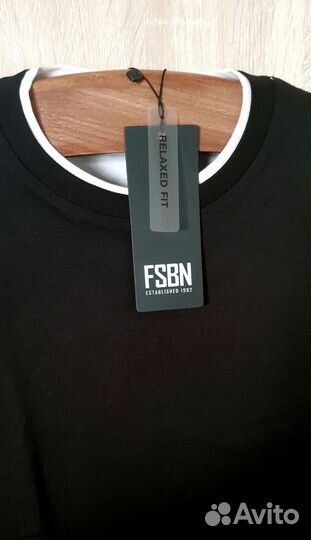 RELAXED FIT
FSBN
ESTABLISHED 1992
Avito